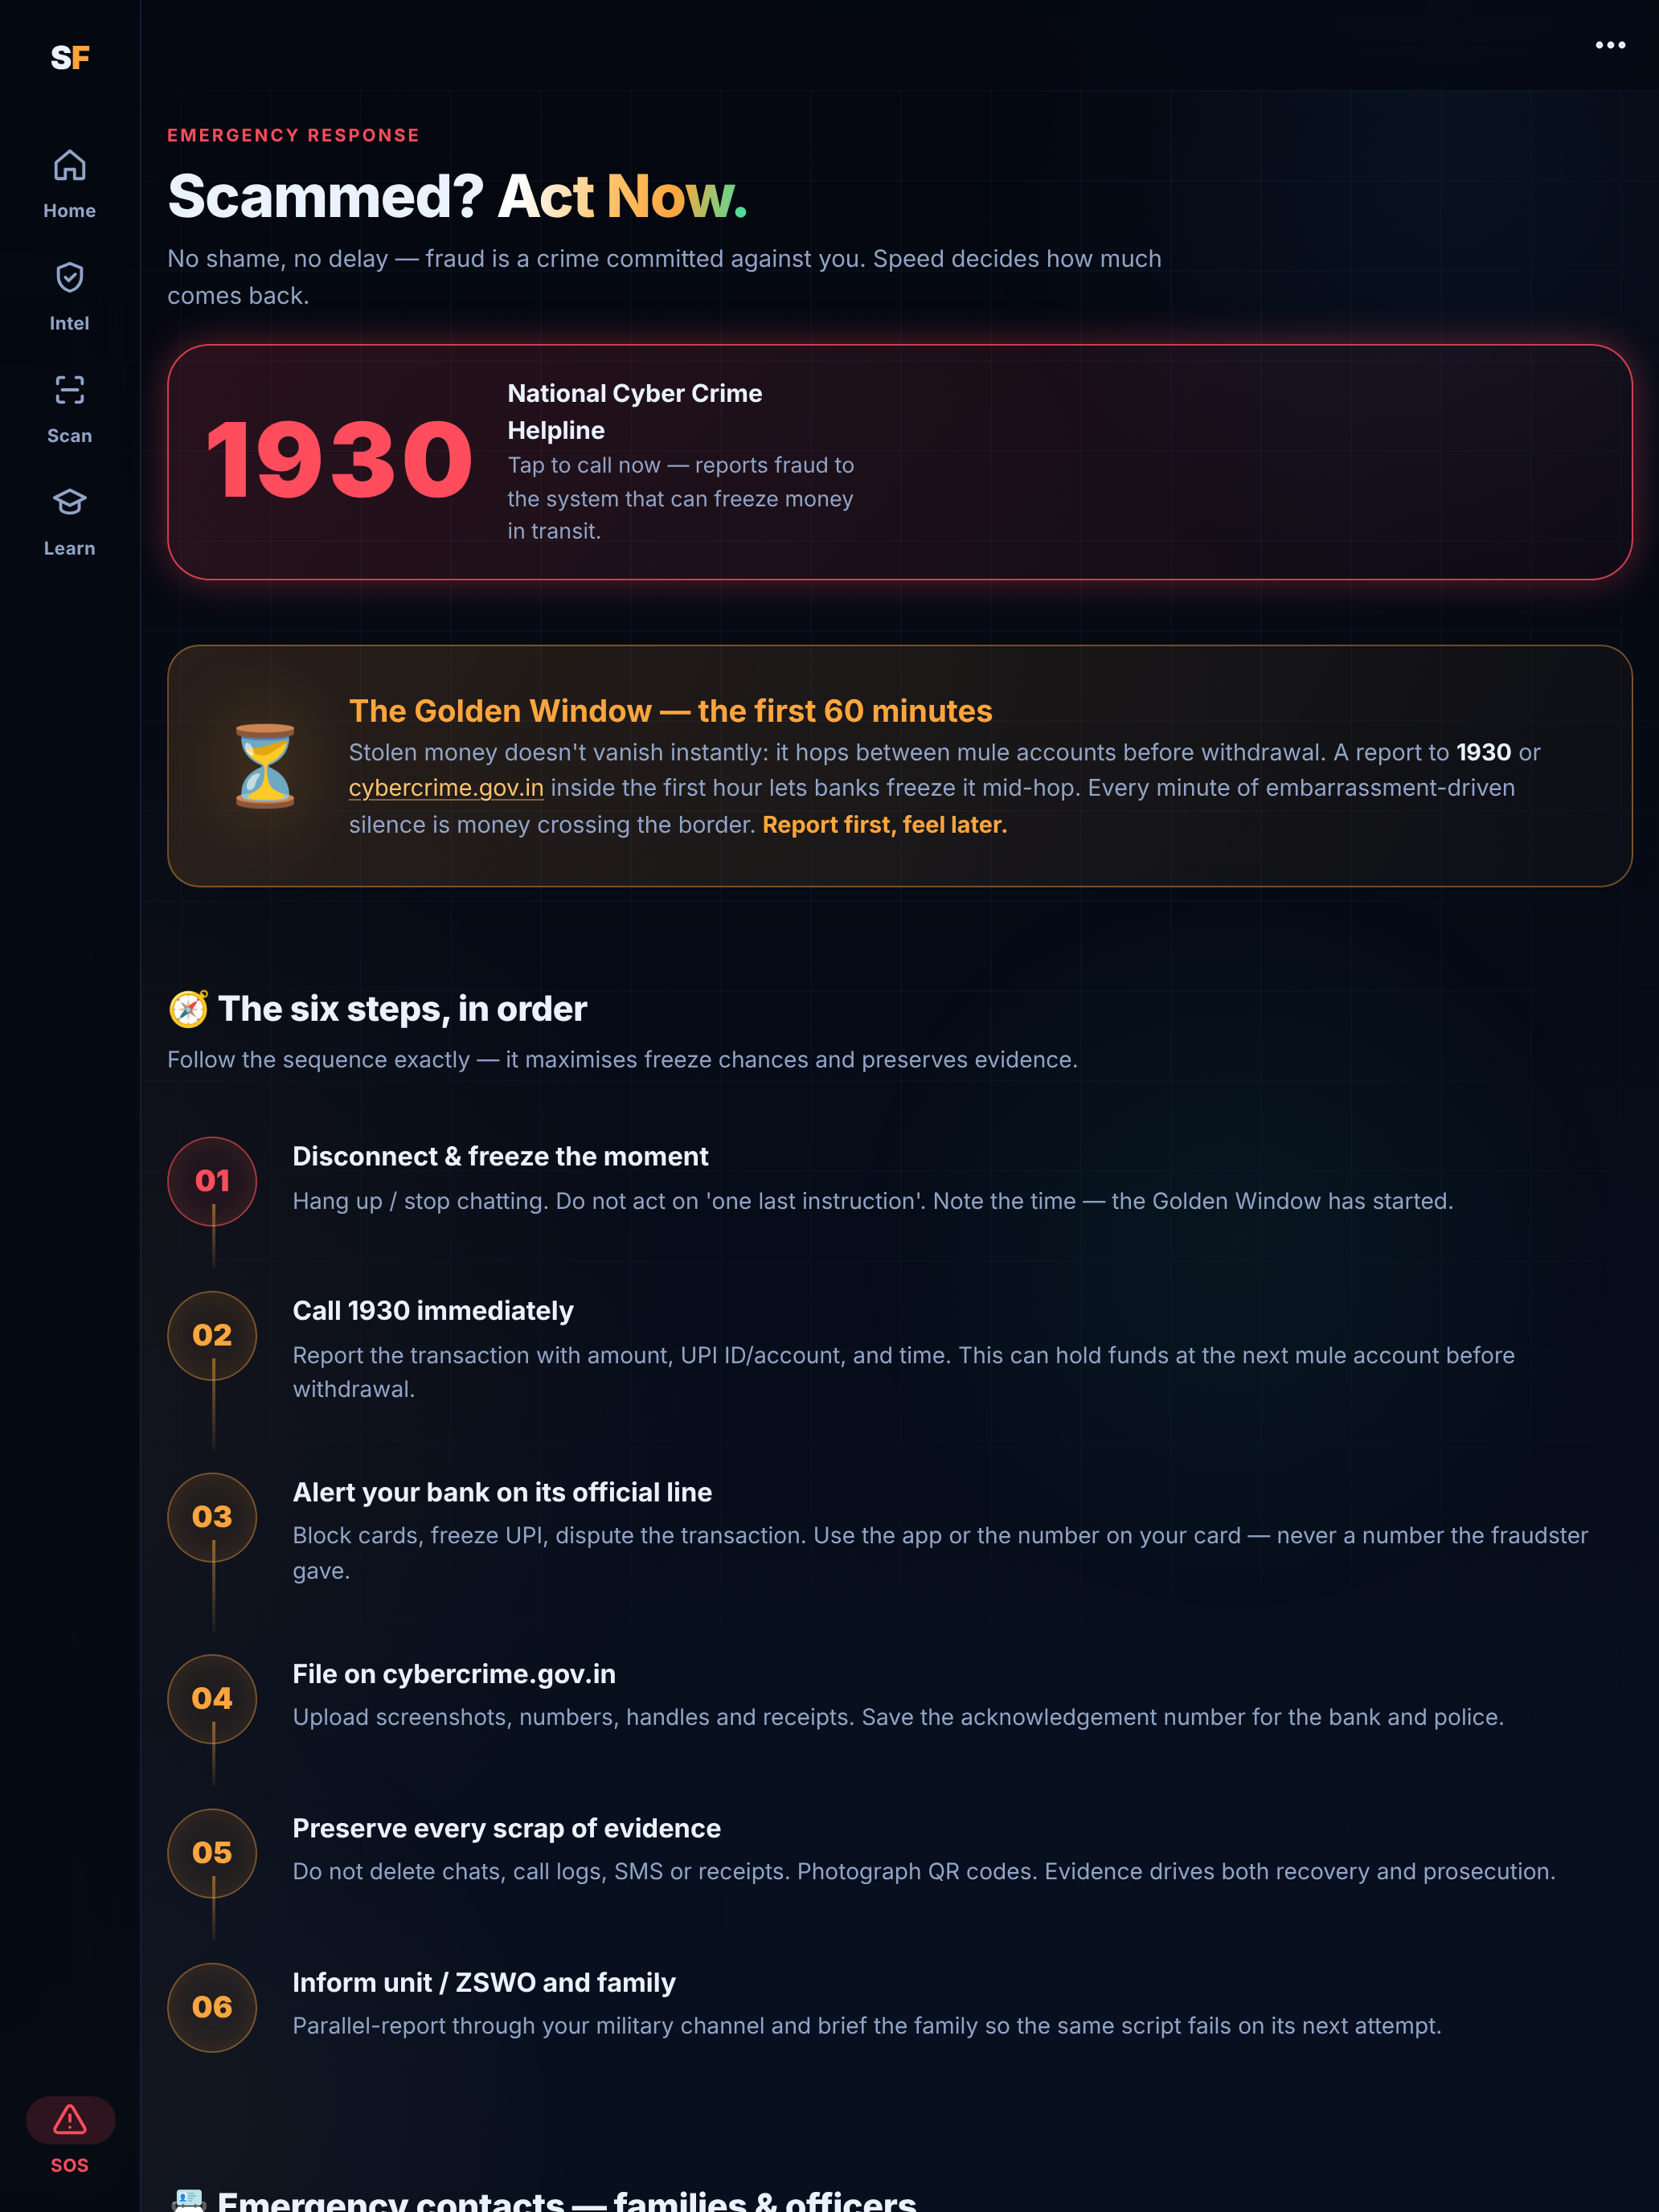 SF
Home
Intel
Scan
Learn
SOS
EMERGENCY RESPONSE
Scammed? Act Now.
No shame, no delay — fraud is a crime committed against you. Speed decides how much
comes back.
1930
National Cyber Crime
Helpline
Tap to call now — reports fraud to
the system that can freeze money
in transit.
The Golden Window — the first 60 minutes
Stolen money doesn't vanish instantly: it hops between mule accounts before withdrawal. A report to 1930 or
cybercrime.gov.in inside the first hour lets banks freeze it mid-hop. Every minute of embarrassment-driven
silence is money crossing the border. Report first, feel later.
The six steps, in order
Follow the sequence exactly — it maximises freeze chances and preserves evidence.
01
Disconnect & freeze the moment
Hang up / stop chatting. Do not act on 'one last instruction'. Note the time — the Golden Window has started.
02
Call 1930 immediately
Report the transaction with amount, UPI ID/account, and time. This can hold funds at the next mule account before
withdrawal.
03
Alert your bank on its official line
Block cards, freeze UPI, dispute the transaction. Use the app or the number on your card — never a number the fraudster
gave.
04
File on cybercrime.gov.in
Upload screenshots, numbers, handles and receipts. Save the acknowledgement number for the bank and police.
05
Preserve every scrap of evidence
Do not delete chats, call logs, SMS or receipts. Photograph QR codes. Evidence drives both recovery and prosecution.
06
Inform unit / ZSWO and family
Parallel-report through your military channel and brief the family so the same script fails on its next attempt.
Emergency contacts — families & officers